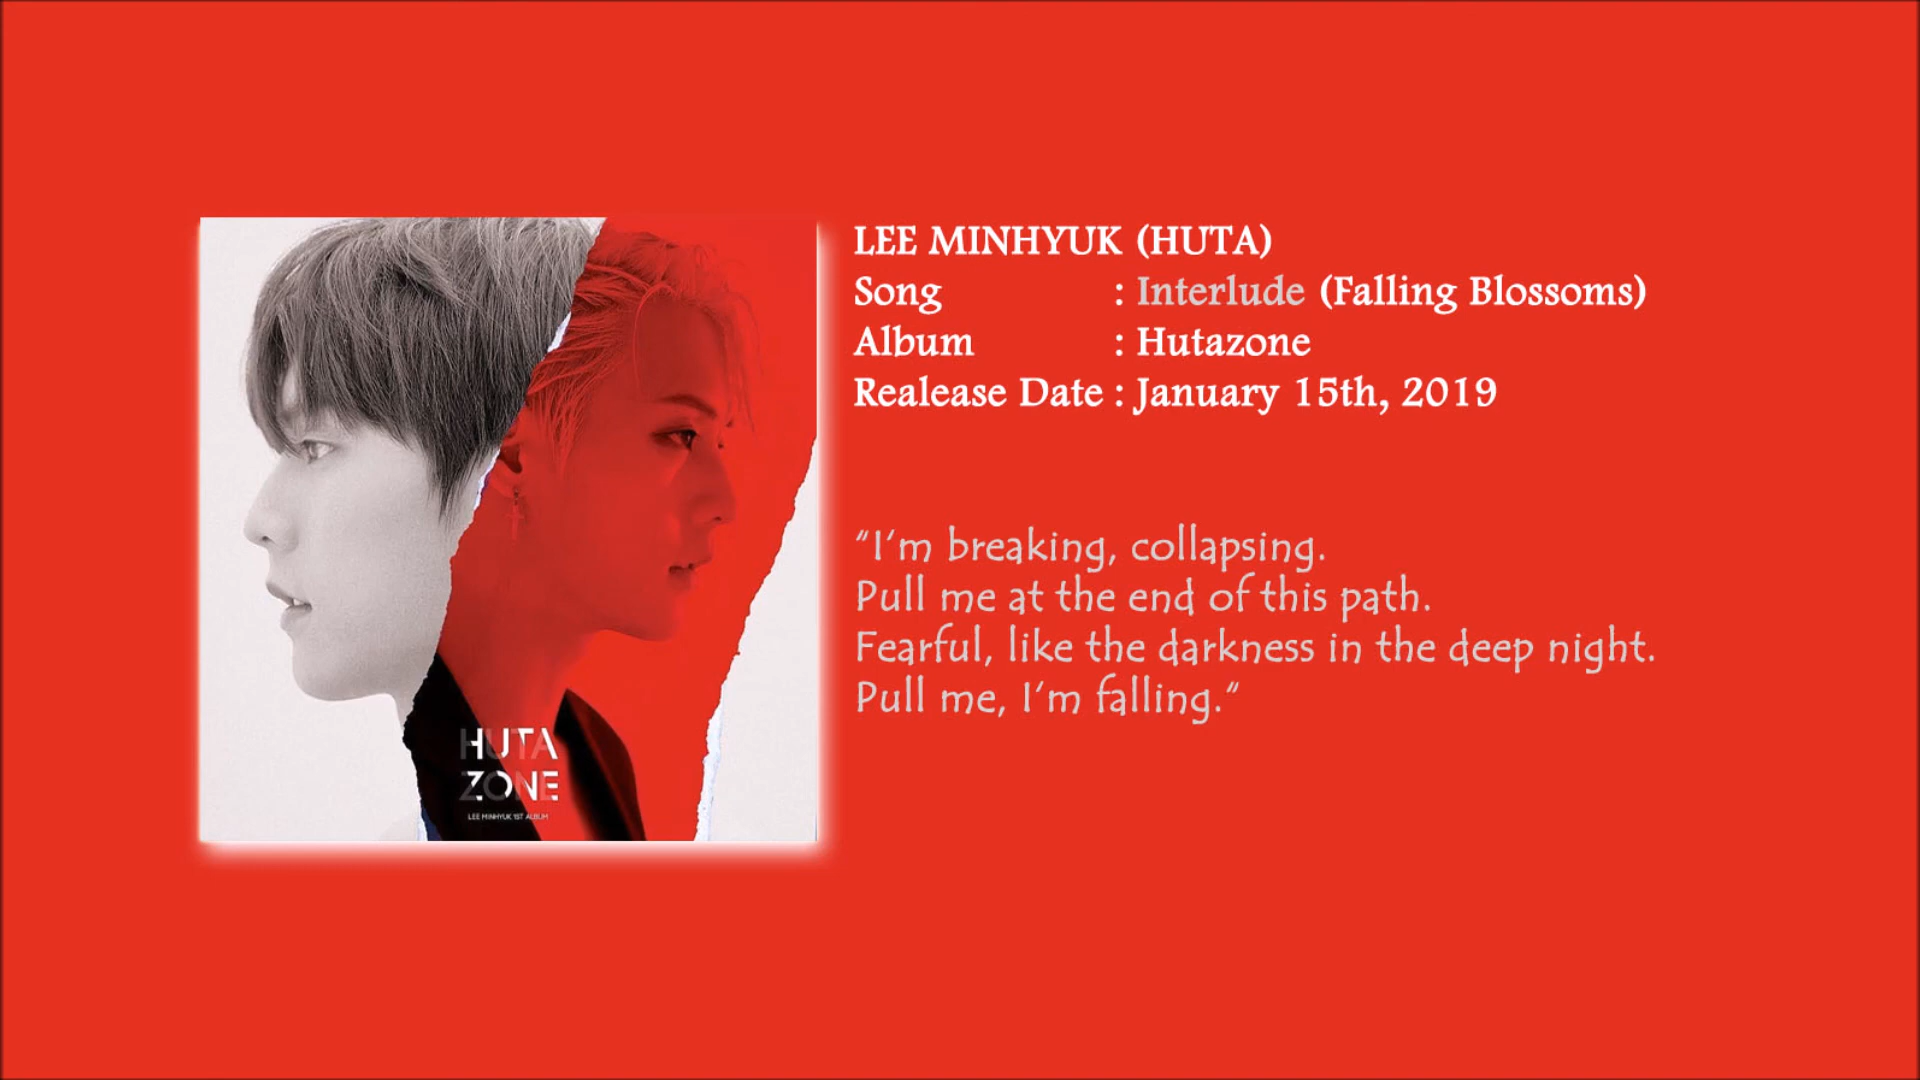 LEE MINHYUK (HUTA)
Song : Interlude (Falling Blossoms)
Album : Hutazone
Realease Date : January 15th, 2019
“I’m breaking, collapsing.
Pull me at the end of this path.
Fearful, like the darkness in the deep night.
Pull me, I’m falling.”
HUTA
ZONE
LEE MINHYUK 1ST ALBUM